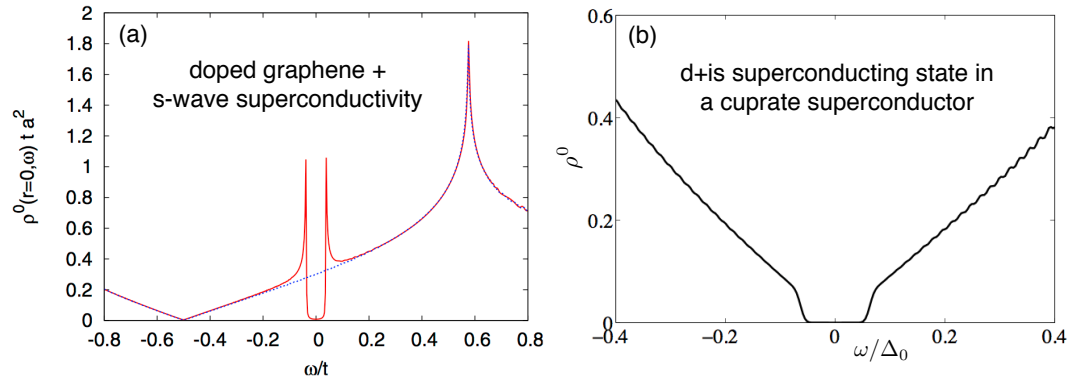 (a)
doped graphene +
s-wave superconductivity
ρ⁰(r=0,ω) t a²
2
1.8
1.6
1.4
1.2
1
0.8
0.6
0.4
0.2
0
-0.8 -0.6 -0.4 -0.2 0 0.2 0.4 0.6 0.8
ω/t
(b)
d+is superconducting state in
a cuprate superconductor
ρ⁰
0.6
0.4
0.2
0
−0.4 −0.2 0 0.2 0.4
ω/Δ₀